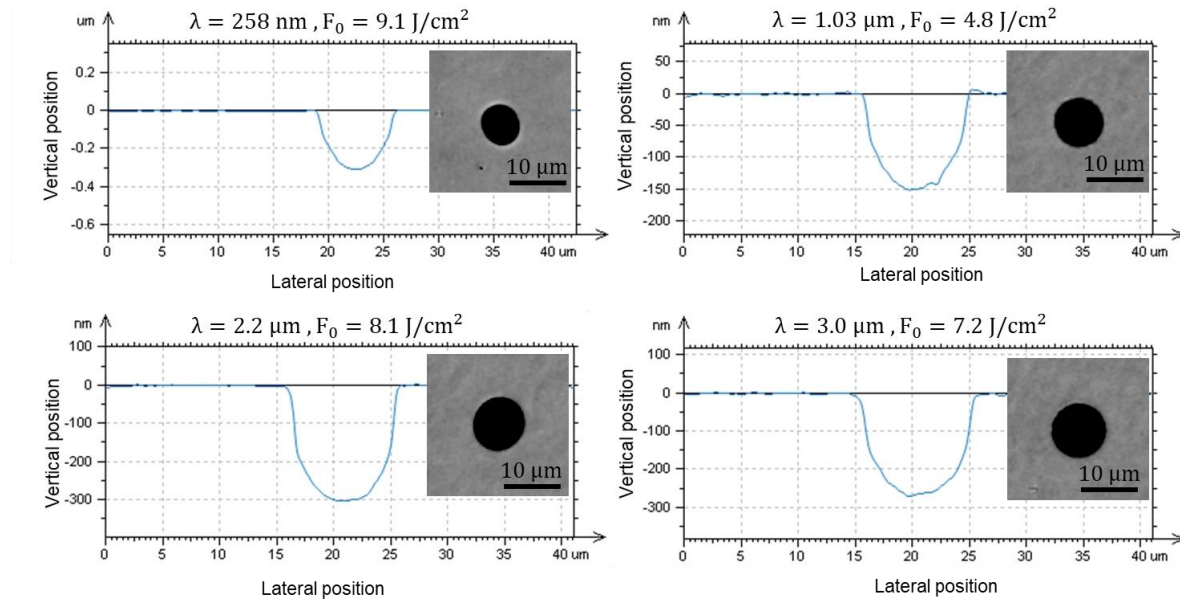 λ = 258 nm , F₀ = 9.1 J/cm²
um
0.2
0
-0.2
-0.4
-0.6
Vertical position
10 μm
0 5 10 15 20 25 30 35 40 um
Lateral position
λ = 1.03 μm , F₀ = 4.8 J/cm²
nm
50
0
-50
-100
-150
-200
Vertical position
10 μm
0 5 10 15 20 25 30 35 40 um
Lateral position
λ = 2.2 μm , F₀ = 8.1 J/cm²
nm
100
0
-100
-200
-300
Vertical position
10 μm
0 5 10 15 20 25 30 35 40 um
Lateral position
λ = 3.0 μm , F₀ = 7.2 J/cm²
nm
100
0
-100
-200
-300
Vertical position
10 μm
0 5 10 15 20 25 30 35 40 um
Lateral position